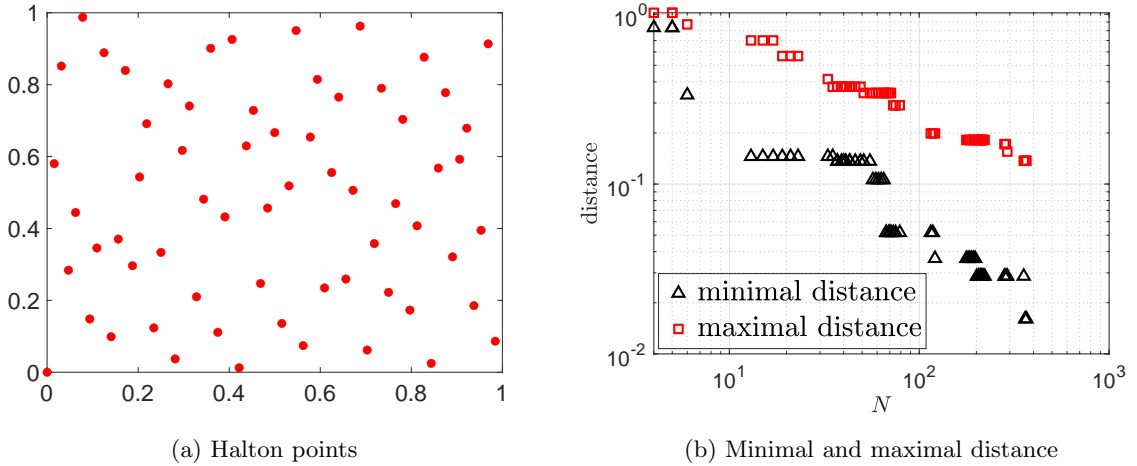 1
0.8
0.6
0.4
0.2
0
0 0.2 0.4 0.6 0.8 1
(a) Halton points
10^0
10^-1
10^-2
distance
minimal distance
maximal distance
10^1 10^2 10^3
N
(b) Minimal and maximal distance